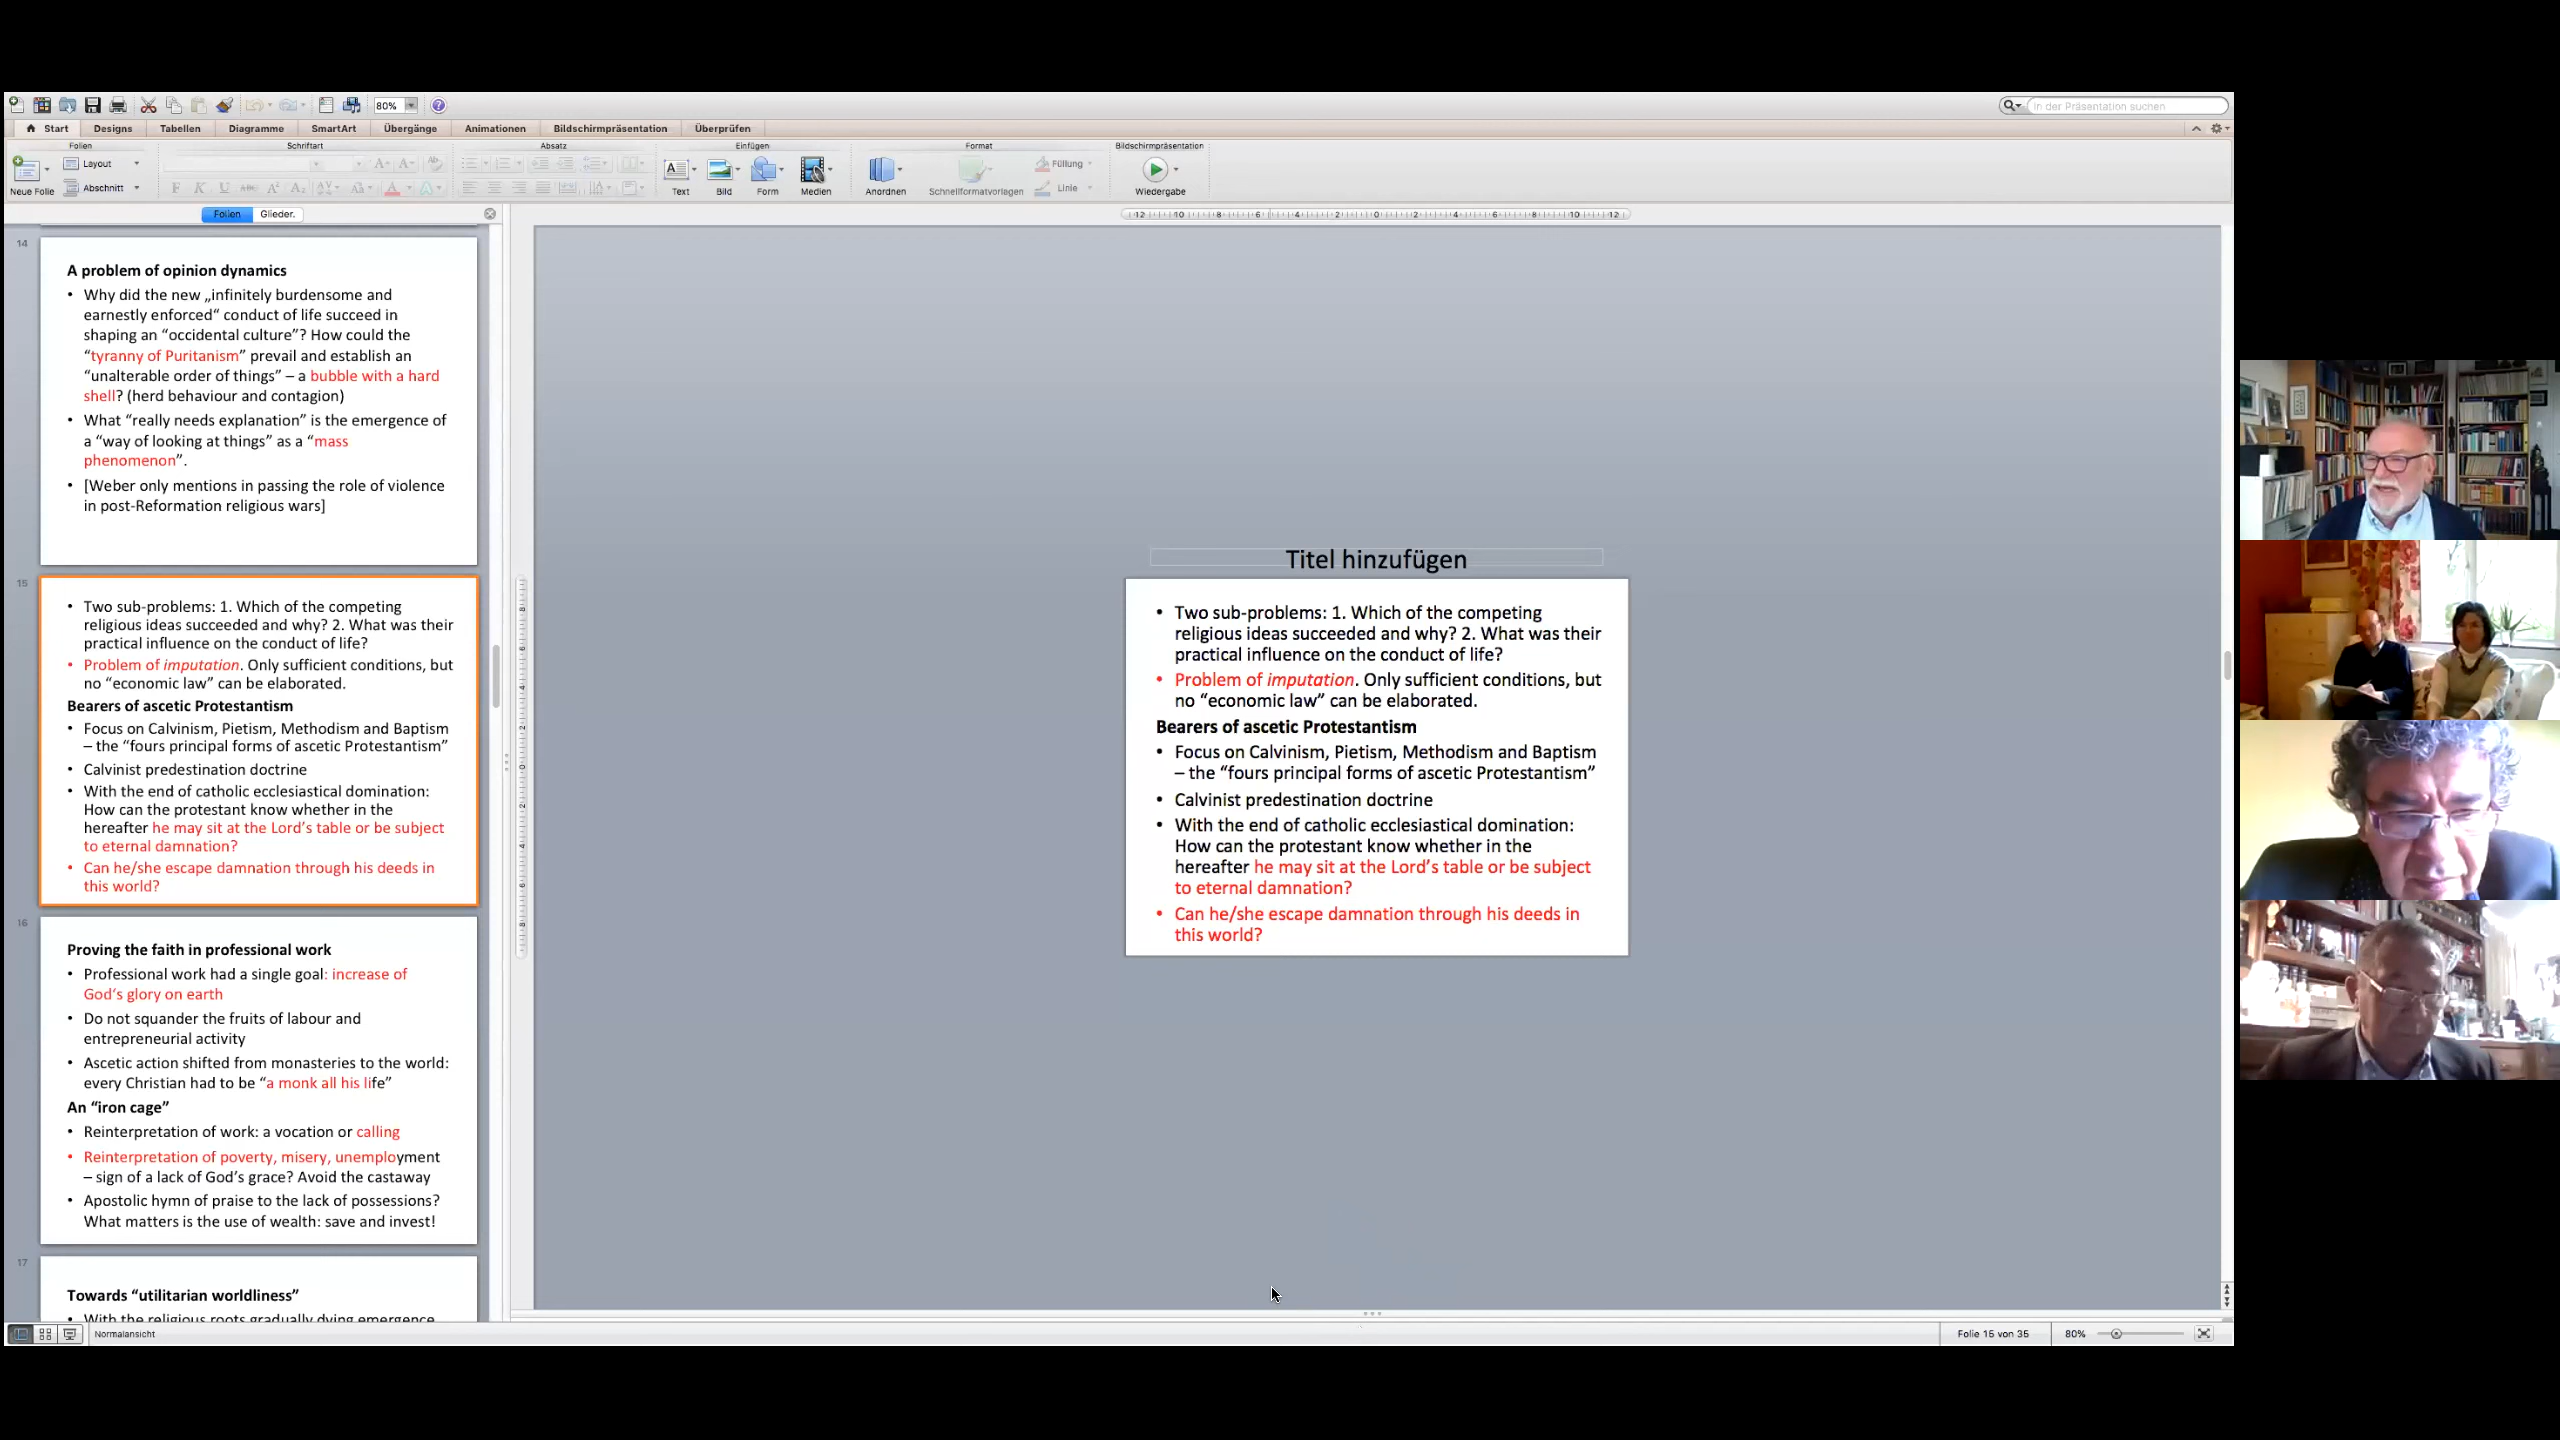 80%
In der Präsentation suchen
Start Designs Tabellen Diagramme SmartArt Übergänge Animationen Bildschirmpräsentation Überprüfen
Folien Schriftart Absatz Einfügen Format Bildschirmpräsentation
Neue Folie Layout Abschnitt
Text Bild Form Medien Anordnen Schnellformatvorlagen Füllung Linie Wiedergabe
Folien Glieder.
14
A problem of opinion dynamics
• Why did the new „infinitely burdensome and
earnestly enforced“ conduct of life succeed in
shaping an “occidental culture”? How could the
“tyranny of Puritanism” prevail and establish an
“unalterable order of things” – a bubble with a hard
shell? (herd behaviour and contagion)
• What “really needs explanation” is the emergence of
a “way of looking at things” as a “mass
phenomenon”.
• [Weber only mentions in passing the role of violence
in post-Reformation religious wars]
15
• Two sub-problems: 1. Which of the competing
religious ideas succeeded and why? 2. What was their
practical influence on the conduct of life?
• Problem of imputation. Only sufficient conditions, but
no “economic law” can be elaborated.
Bearers of ascetic Protestantism
• Focus on Calvinism, Pietism, Methodism and Baptism
– the “fours principal forms of ascetic Protestantism”
• Calvinist predestination doctrine
• With the end of catholic ecclesiastical domination:
How can the protestant know whether in the
hereafter he may sit at the Lord’s table or be subject
to eternal damnation?
• Can he/she escape damnation through his deeds in
this world?
16
Proving the faith in professional work
• Professional work had a single goal: increase of
God‘s glory on earth
• Do not squander the fruits of labour and
entrepreneurial activity
• Ascetic action shifted from monasteries to the world:
every Christian had to be “a monk all his life”
An “iron cage”
• Reinterpretation of work: a vocation or calling
• Reinterpretation of poverty, misery, unemployment
– sign of a lack of God’s grace? Avoid the castaway
• Apostolic hymn of praise to the lack of possessions?
What matters is the use of wealth: save and invest!
17
Towards “utilitarian worldliness”
• With the religious roots gradually dying emergence
Titel hinzufügen
• Two sub-problems: 1. Which of the competing
religious ideas succeeded and why? 2. What was their
practical influence on the conduct of life?
• Problem of imputation. Only sufficient conditions, but
no “economic law” can be elaborated.
Bearers of ascetic Protestantism
• Focus on Calvinism, Pietism, Methodism and Baptism
– the “fours principal forms of ascetic Protestantism”
• Calvinist predestination doctrine
• With the end of catholic ecclesiastical domination:
How can the protestant know whether in the
hereafter he may sit at the Lord’s table or be subject
to eternal damnation?
• Can he/she escape damnation through his deeds in
this world?
Normalansicht
Folie 15 von 35
80%